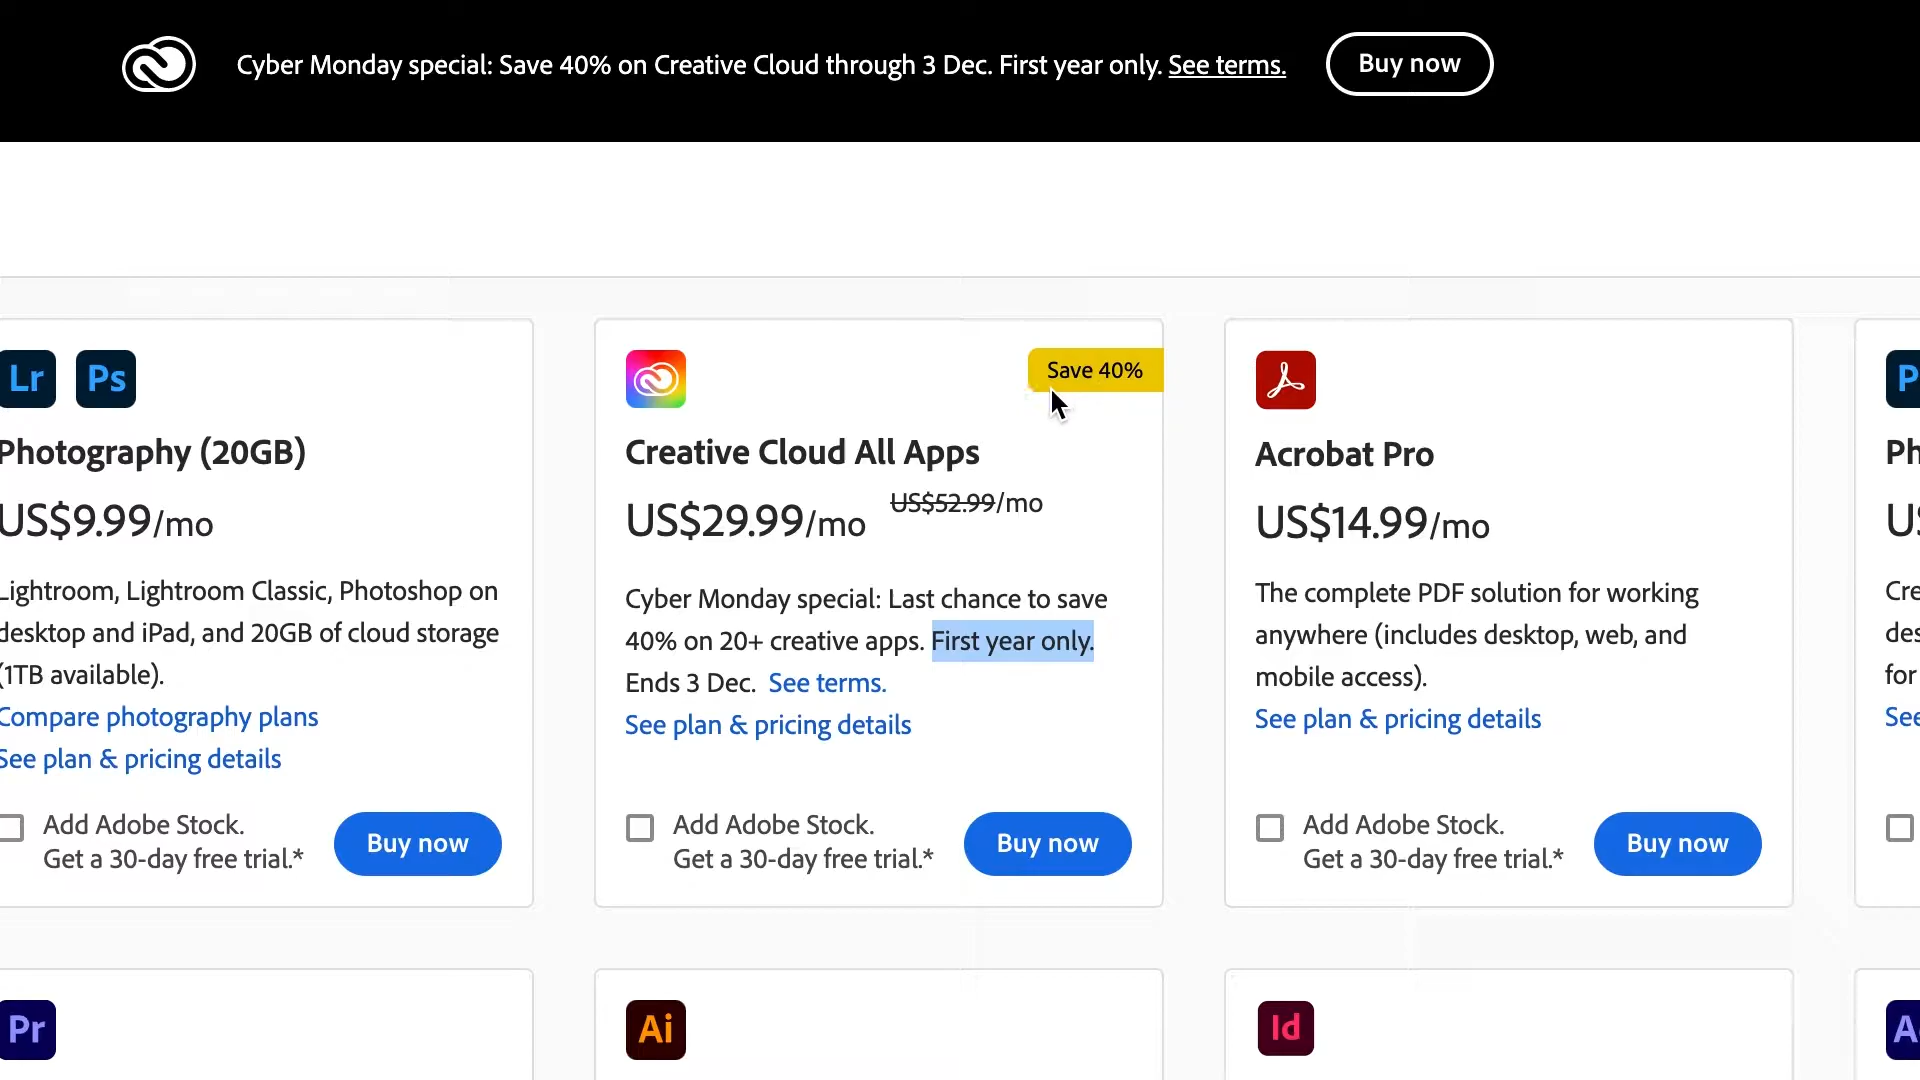 Cyber Monday special: Save 40% on Creative Cloud through 3 Dec. First year only. See terms.
Buy now
Lr Ps
Photography (20GB)
US$9.99/mo
Lightroom, Lightroom Classic, Photoshop on
desktop and iPad, and 20GB of cloud storage
(1TB available).
Compare photography plans
See plan & pricing details
Add Adobe Stock.
Get a 30-day free trial.*
Buy now
Save 40%
Creative Cloud All Apps
US$29.99/mo US$52.99/mo
Cyber Monday special: Last chance to save
40% on 20+ creative apps. First year only.
Ends 3 Dec. See terms.
See plan & pricing details
Add Adobe Stock.
Get a 30-day free trial.*
Buy now
Acrobat Pro
US$14.99/mo
The complete PDF solution for working
anywhere (includes desktop, web, and
mobile access).
See plan & pricing details
Add Adobe Stock.
Get a 30-day free trial.*
Buy now
Pr
Ai
Id